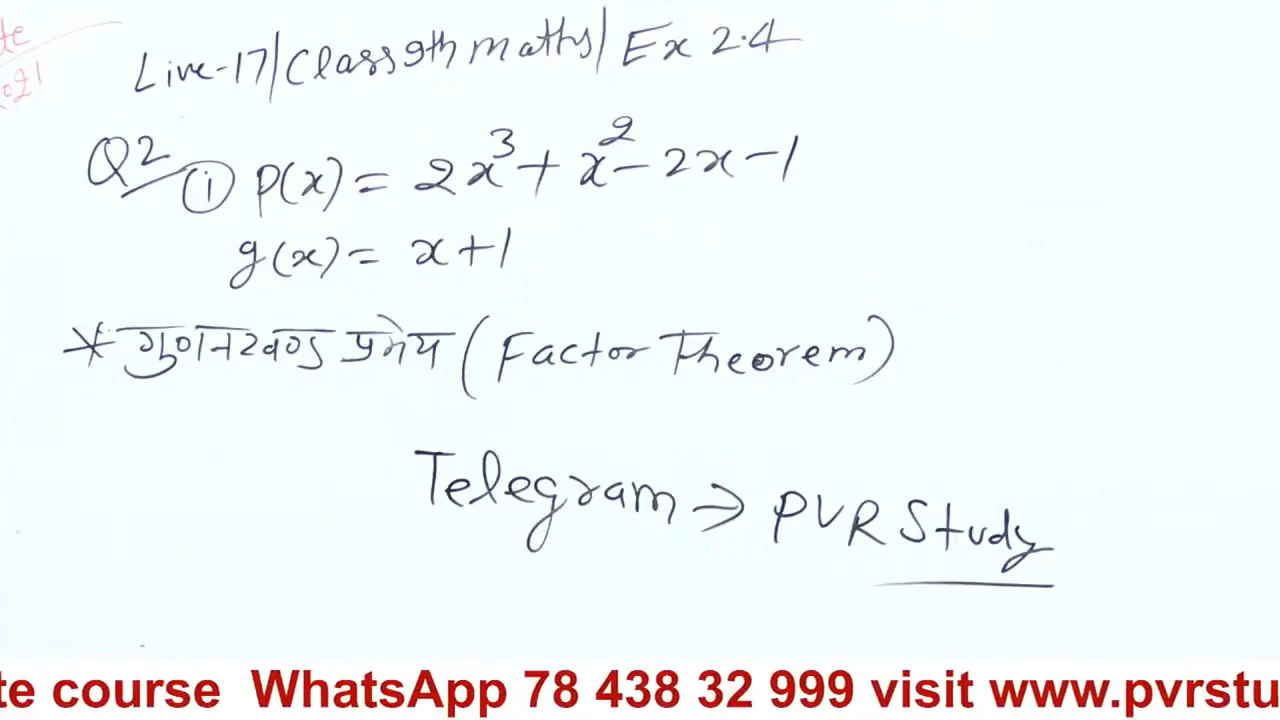 Live-17/Class 9th maths/Ex 2.4
Q2 (i) p(x) = 2x³ + x² - 2x - 1
g(x) = x + 1
* गुणनखण्ड प्रमेय (Factor Theorem)
Telegram → PVR Study
te course WhatsApp 78 438 32 999 visit www.pvrstu